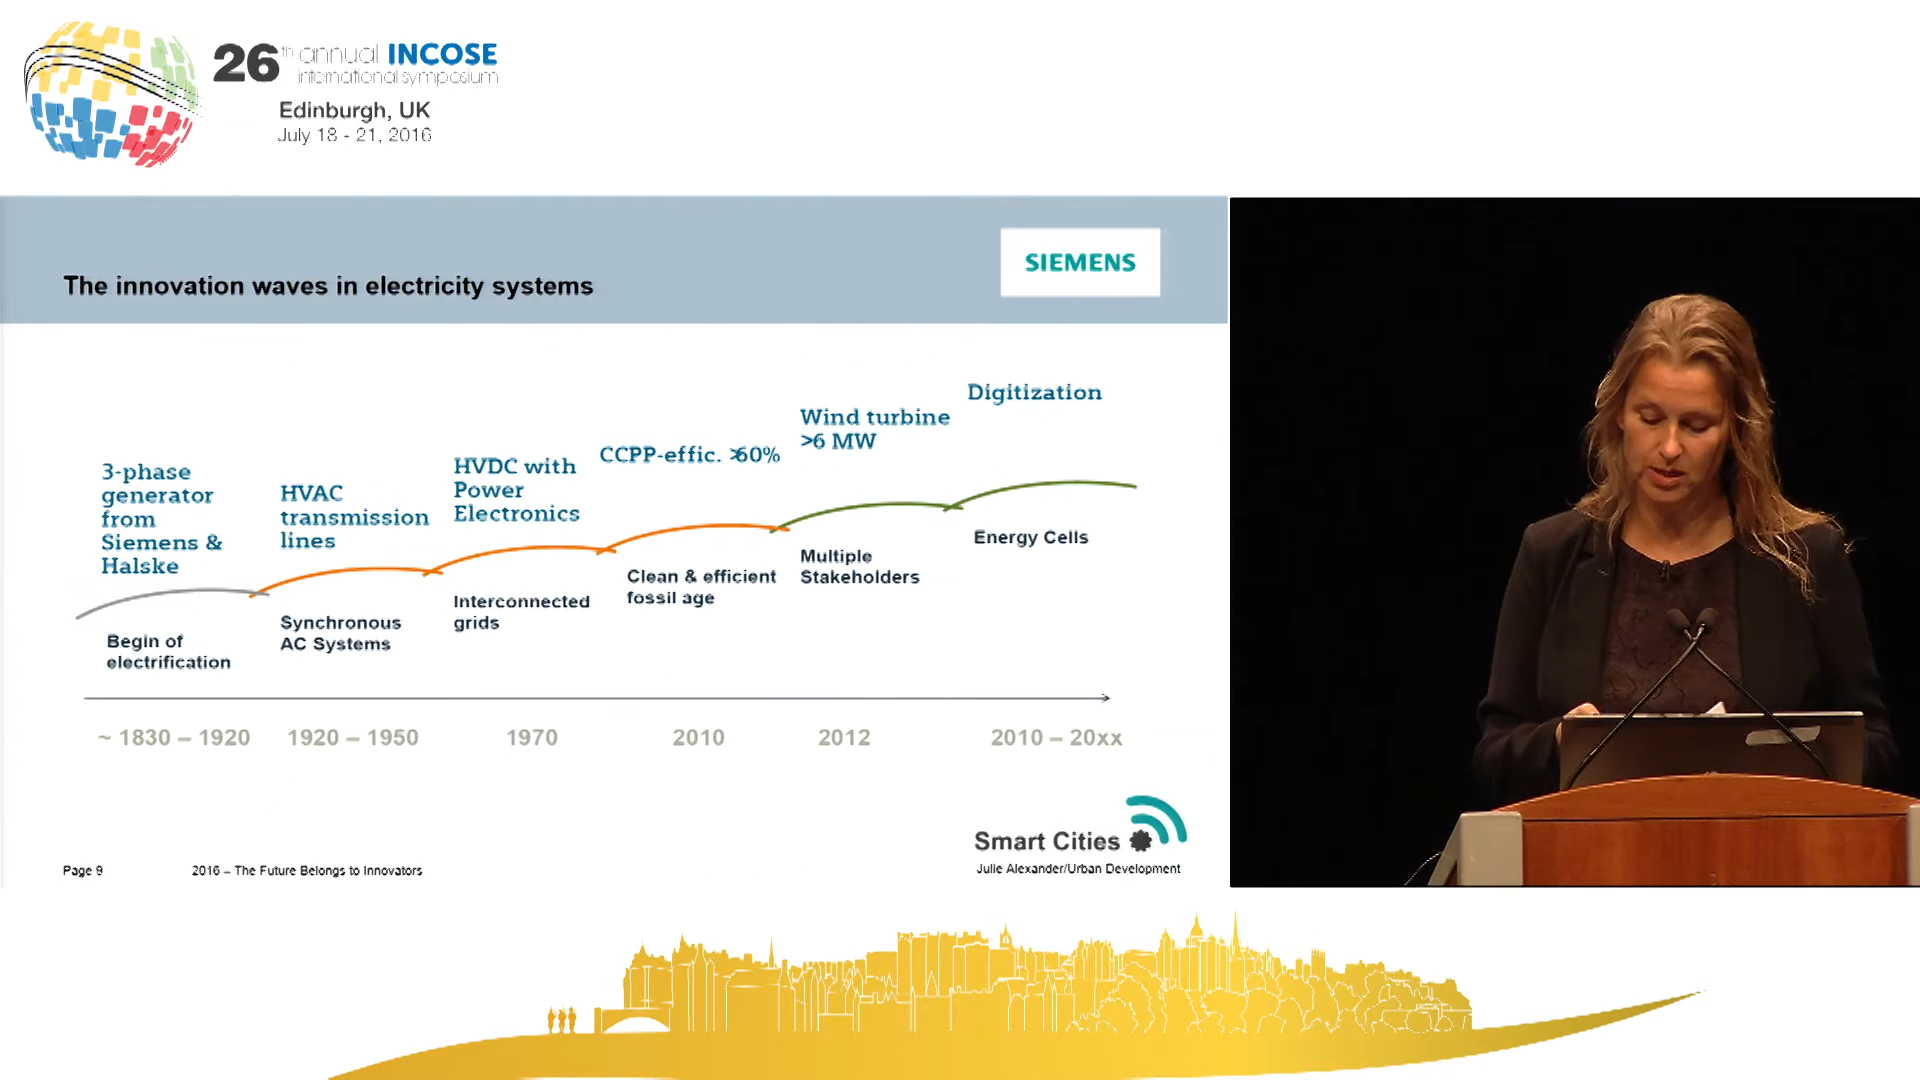 26th annual INCOSE
international symposium
Edinburgh, UK
July 18 - 21, 2016
The innovation waves in electricity systems
SIEMENS
3-phase
generator
from
Siemens &
Halske
HVAC
transmission
lines
HVDC with
Power
Electronics
CCPP-effic. >60%
Wind turbine
>6 MW
Digitization
Begin of
electrification
Synchronous
AC Systems
Interconnected
grids
Clean & efficient
fossil age
Multiple
Stakeholders
Energy Cells
~ 1830 – 1920
1920 – 1950
1970
2010
2012
2010 – 20xx
Smart Cities
Julie Alexander/Urban Development
Page 9
2016 – The Future Belongs to Innovators